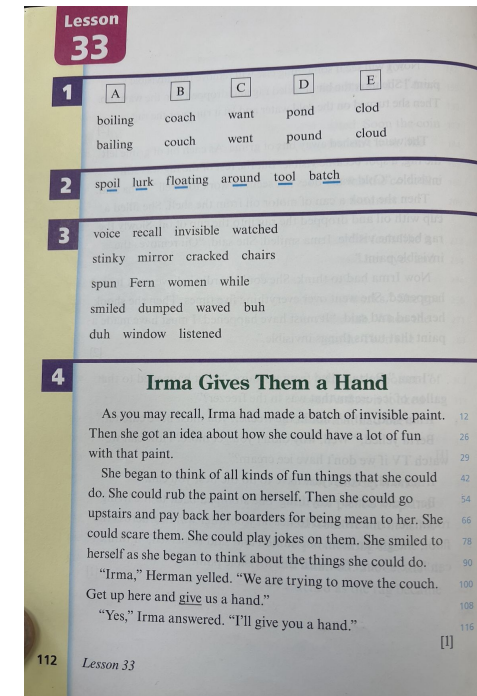 Lesson
33
1
A B C D E
boiling coach want pond clod
bailing couch went pound cloud
2 spoil lurk floating around tool batch
3 voice recall invisible watched
stinky mirror cracked chairs
spun Fern women while
smiled dumped waved buh
duh window listened
4
Irma Gives Them a Hand
As you may recall, Irma had made a batch of invisible paint. 12
Then she got an idea about how she could have a lot of fun 26
with that paint. 29
She began to think of all kinds of fun things that she could 42
do. She could rub the paint on herself. Then she could go 54
upstairs and pay back her boarders for being mean to her. She 66
could scare them. She could play jokes on them. She smiled to 78
herself as she began to think about the things she could do. 90
“Irma,” Herman yelled. “We are trying to move the couch. 100
Get up here and give us a hand.” 108
“Yes,” Irma answered. “I’ll give you a hand.” 116
[1]
112 Lesson 33